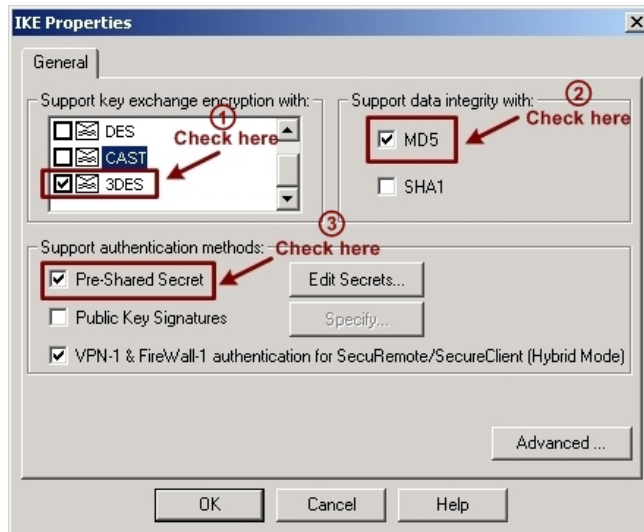 IKE Properties
General
Support key exchange encryption with:
DES
CAST
3DES
1
Check here
Support data integrity with:
MD5
SHA1
2
Check here
Support authentication methods:
3
Check here
Pre-Shared Secret
Edit Secrets...
Public Key Signatures
Specify...
VPN-1 & FireWall-1 authentication for SecuRemote/SecureClient (Hybrid Mode)
Advanced ...
OK
Cancel
Help